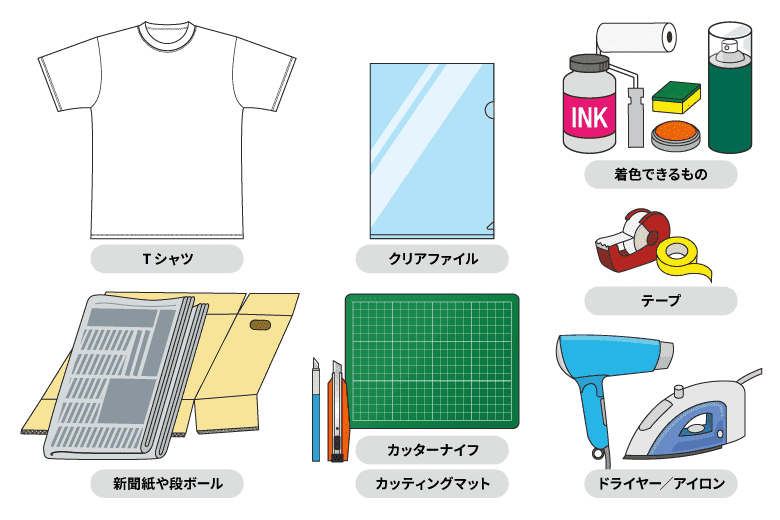 Tシャツ
クリアファイル
INK
着色できるもの
テープ
新聞紙や段ボール
カッターナイフ
カッティングマット
ドライヤー／アイロン